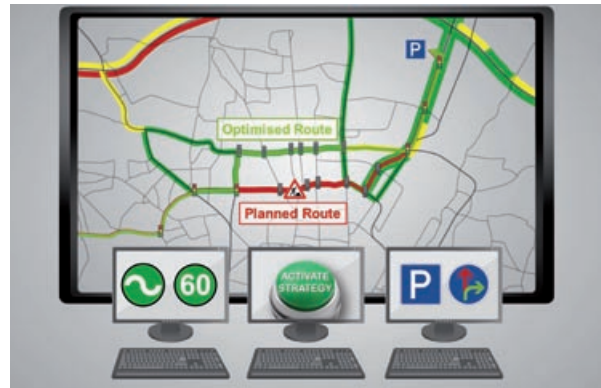 P
Optimised Route
Planned Route
60
ACTIVATE
STRATEGY
P